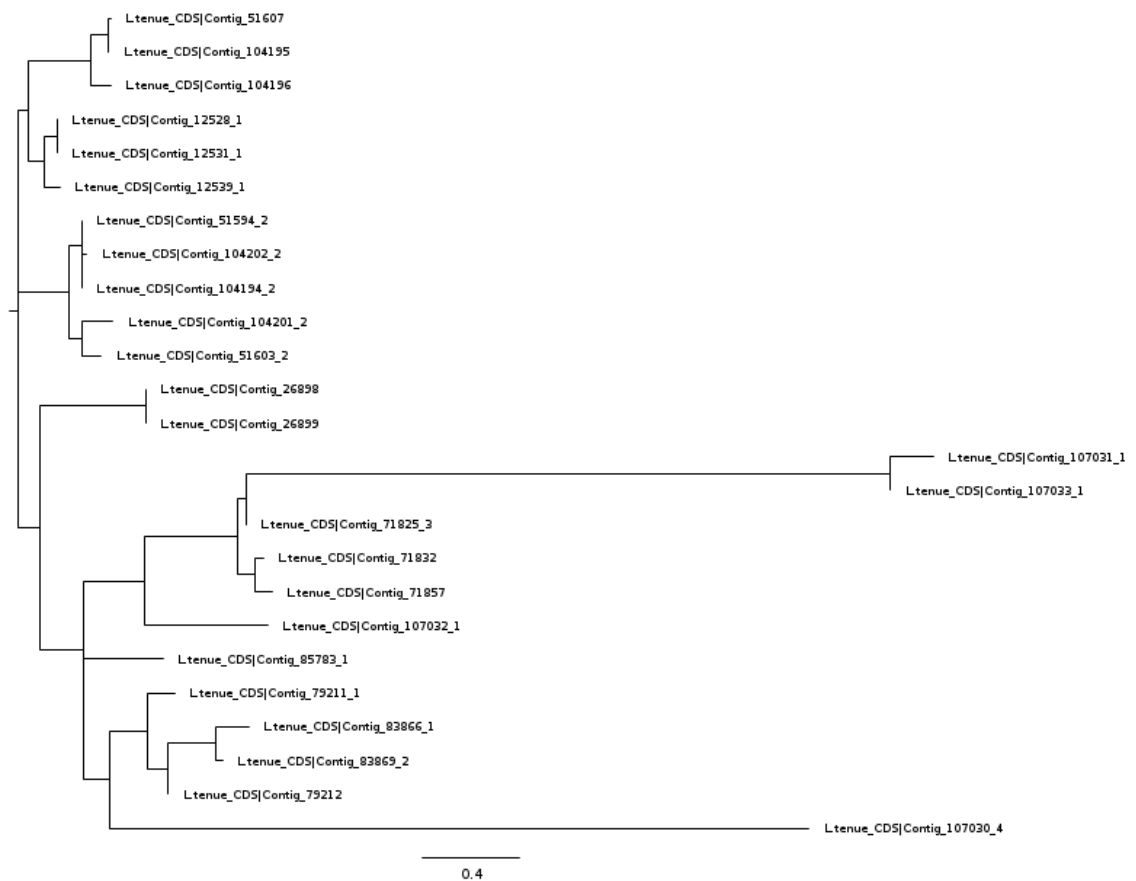 Ltenue_CDS|Contig_51607
Ltenue_CDS|Contig_104195
Ltenue_CDS|Contig_104196
Ltenue_CDS|Contig_12528_1
Ltenue_CDS|Contig_12531_1
Ltenue_CDS|Contig_12539_1
Ltenue_CDS|Contig_51594_2
Ltenue_CDS|Contig_104202_2
Ltenue_CDS|Contig_104194_2
Ltenue_CDS|Contig_104201_2
Ltenue_CDS|Contig_51603_2
Ltenue_CDS|Contig_26898
Ltenue_CDS|Contig_26899
Ltenue_CDS|Contig_107031_1
Ltenue_CDS|Contig_107033_1
Ltenue_CDS|Contig_71825_3
Ltenue_CDS|Contig_71832
Ltenue_CDS|Contig_71857
Ltenue_CDS|Contig_107032_1
Ltenue_CDS|Contig_85783_1
Ltenue_CDS|Contig_79211_1
Ltenue_CDS|Contig_83866_1
Ltenue_CDS|Contig_83869_2
Ltenue_CDS|Contig_79212
Ltenue_CDS|Contig_107030_4
0.4